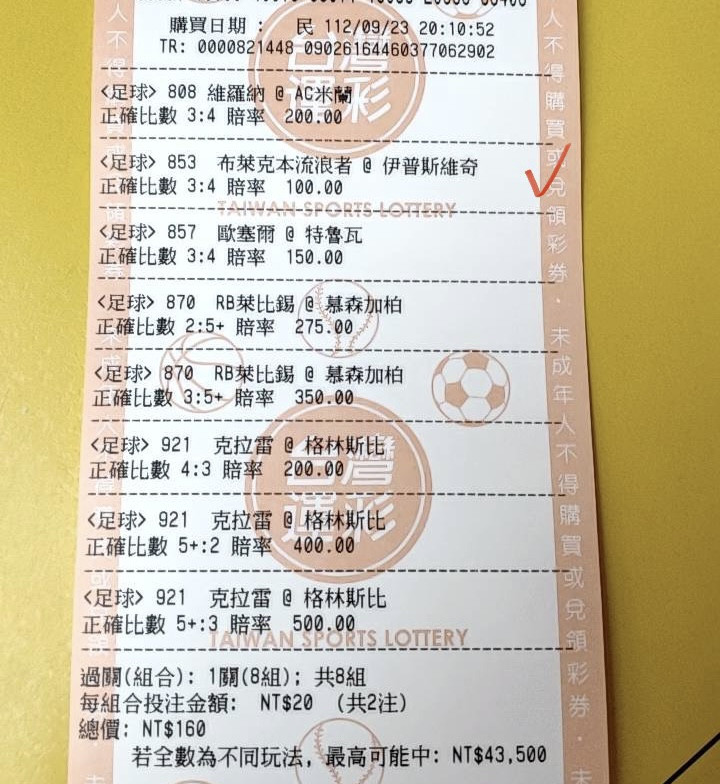 購買日期 : 民 112/09/23 20:10:52
TR: 0000821448 09026164460377062902
<足球> 808 維羅納 @ AC米蘭
正確比數 3:4 賠率 200.00
<足球> 853 布萊克本流浪者 @ 伊普斯維奇
正確比數 3:4 賠率 100.00
TAIWAN SPORTS LOTTERY
<足球> 857 歐塞爾 @ 特魯瓦
正確比數 3:4 賠率 150.00
<足球> 870 RB萊比錫 @ 慕森加柏
正確比數 2:5+ 賠率 275.00
<足球> 870 RB萊比錫 @ 慕森加柏
正確比數 3:5+ 賠率 350.00
<足球> 921 克拉雷 @ 格林斯比
正確比數 4:3 賠率 200.00
<足球> 921 克拉雷 @ 格林斯比
正確比數 5+:2 賠率 400.00
<足球> 921 克拉雷 @ 格林斯比
正確比數 5+:3 賠率 500.00
TAIWAN SPORTS LOTTERY
過關(組合): 1關(8組); 共8組
每組合投注金額: NT$20 (共2注)
總價: NT$160
若全數為不同玩法, 最高可能中: NT$43,500
台灣運彩
台灣運彩
人不得購買或兌領彩券．未成年人不得購買或兌領彩券．未